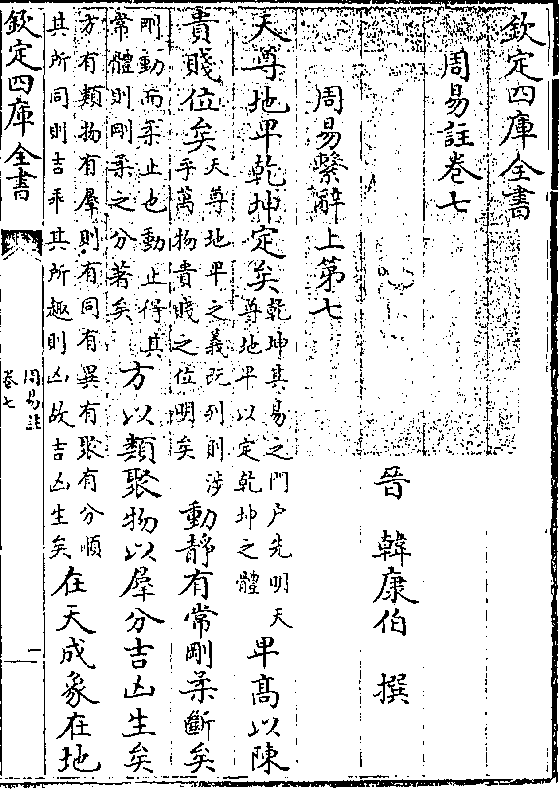 欽定四庫全書
周易註卷七
晉 韓康伯 撰
周易繫辭上第七
天尊地卑乾坤定矣乾坤其易之門户先明天尊地卑以定乾坤之體卑髙以陳
貴賤位矣天尊地卑之義既列則涉乎萬物貴賤之位明矣動靜有常剛柔斷矣
剛動而柔止也動止得其常體則剛柔之分著矣方以類聚物以羣分吉凶生矣
方有類物有羣則有同有異有聚有分順其所同則吉乖其所趣則凶故吉凶生矣在天成象在地
欽定四庫全書
周易註
卷七
一